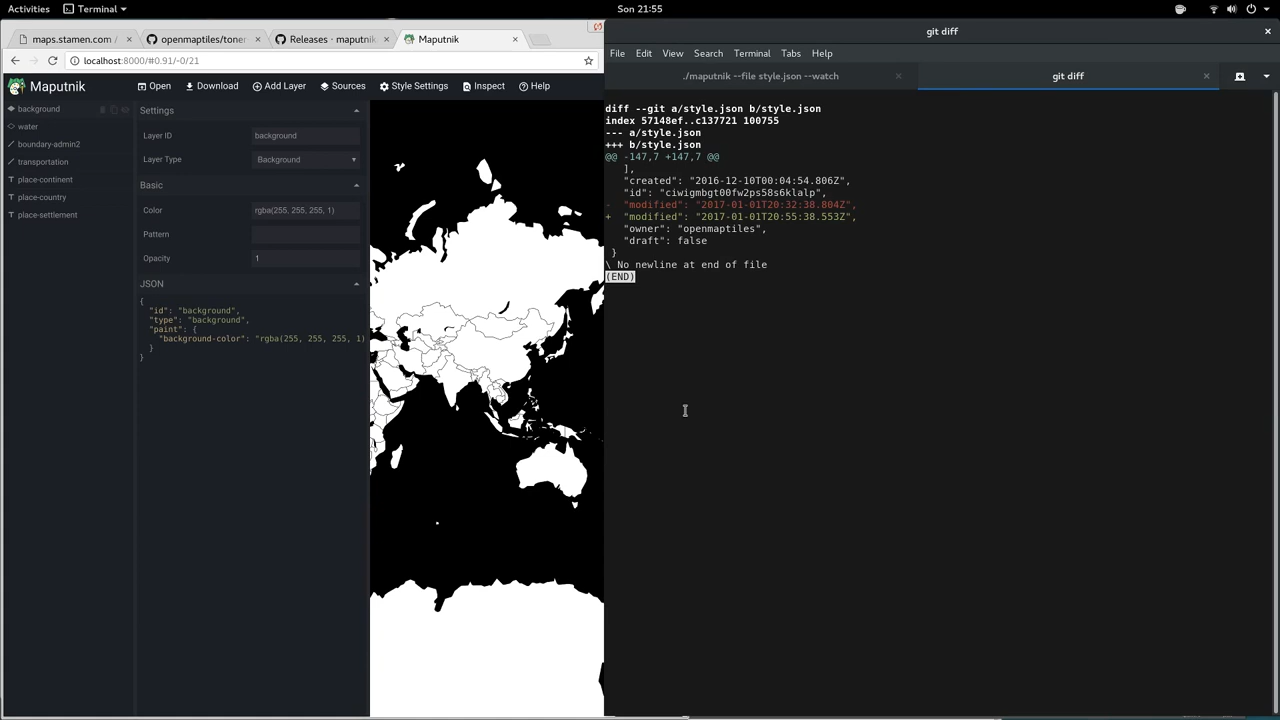 Activities Terminal Son 21:55
maps.stamen.com / openmaptiles/toner Releases · maputnik Maputnik
localhost:8000/#0.91/-0/21
Maputnik Open Download Add Layer Sources Style Settings Inspect Help
background
water
boundary-admin2
transportation
place-continent
place-country
place-settlement
Settings
Layer ID background
Layer Type Background
Basic
Color rgba(255, 255, 255, 1)
Pattern
Opacity 1
JSON
{
"id": "background",
"type": "background",
"paint": {
"background-color": "rgba(255, 255, 255, 1)
}
}
git diff
File Edit View Search Terminal Tabs Help
./maputnik --file style.json --watch git diff
diff --git a/style.json b/style.json
index 57148ef..c137721 100755
--- a/style.json
+++ b/style.json
@@ -147,7 +147,7 @@
],
"created": "2016-12-10T00:04:54.806Z",
"id": "ciwigmbgt00fw2ps58s6klalp",
- "modified": "2017-01-01T20:32:38.804Z",
+ "modified": "2017-01-01T20:55:38.553Z",
"owner": "openmaptiles",
"draft": false
}
\ No newline at end of file
(END)